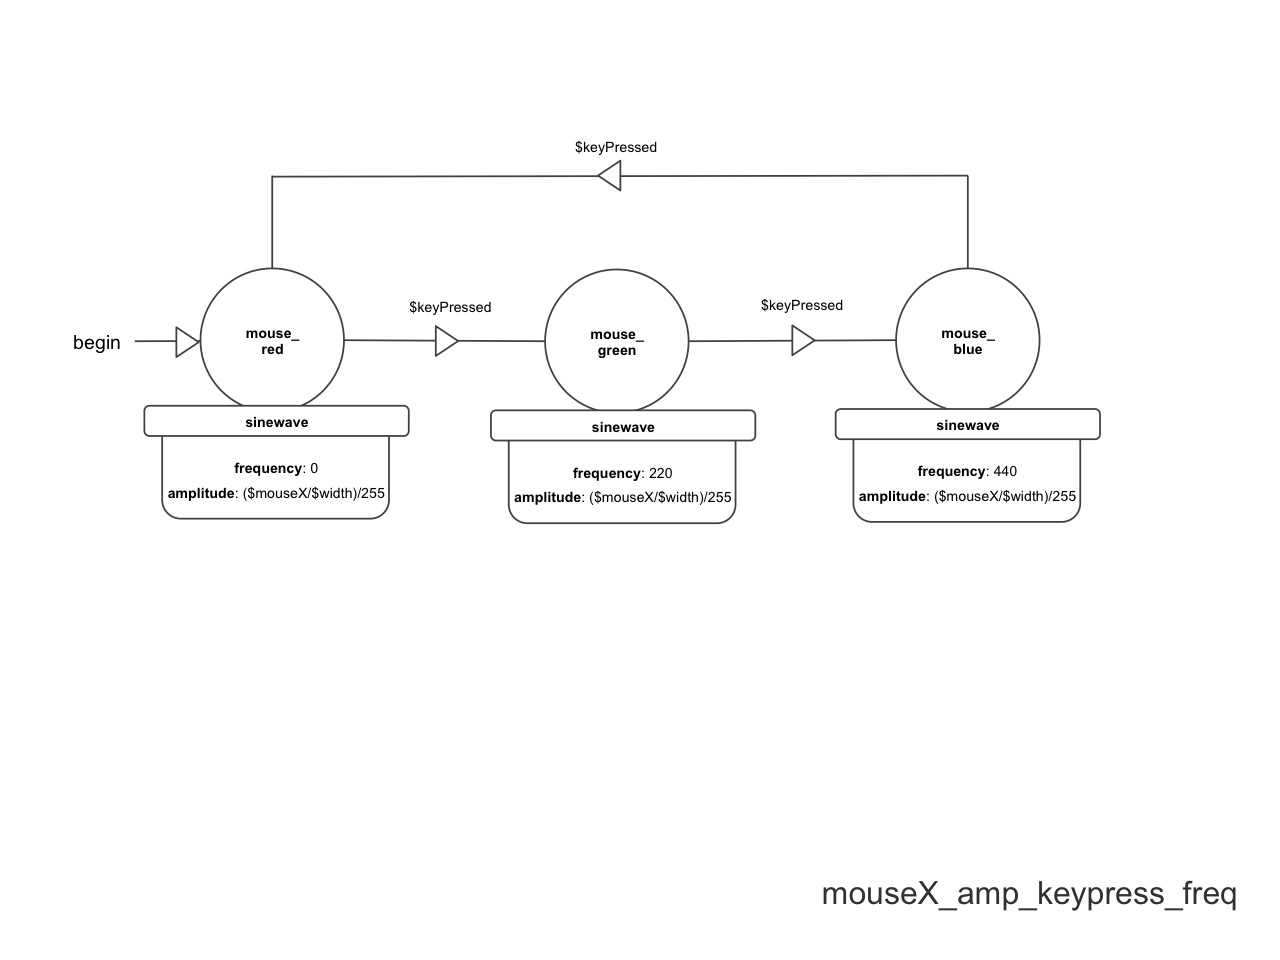 $keyPressed
begin
mouse_
red
$keyPressed
mouse_
green
$keyPressed
mouse_
blue
sinewave
frequency: 0
amplitude: ($mouseX/$width)/255
sinewave
frequency: 220
amplitude: ($mouseX/$width)/255
sinewave
frequency: 440
amplitude: ($mouseX/$width)/255
mouseX_amp_keypress_freq